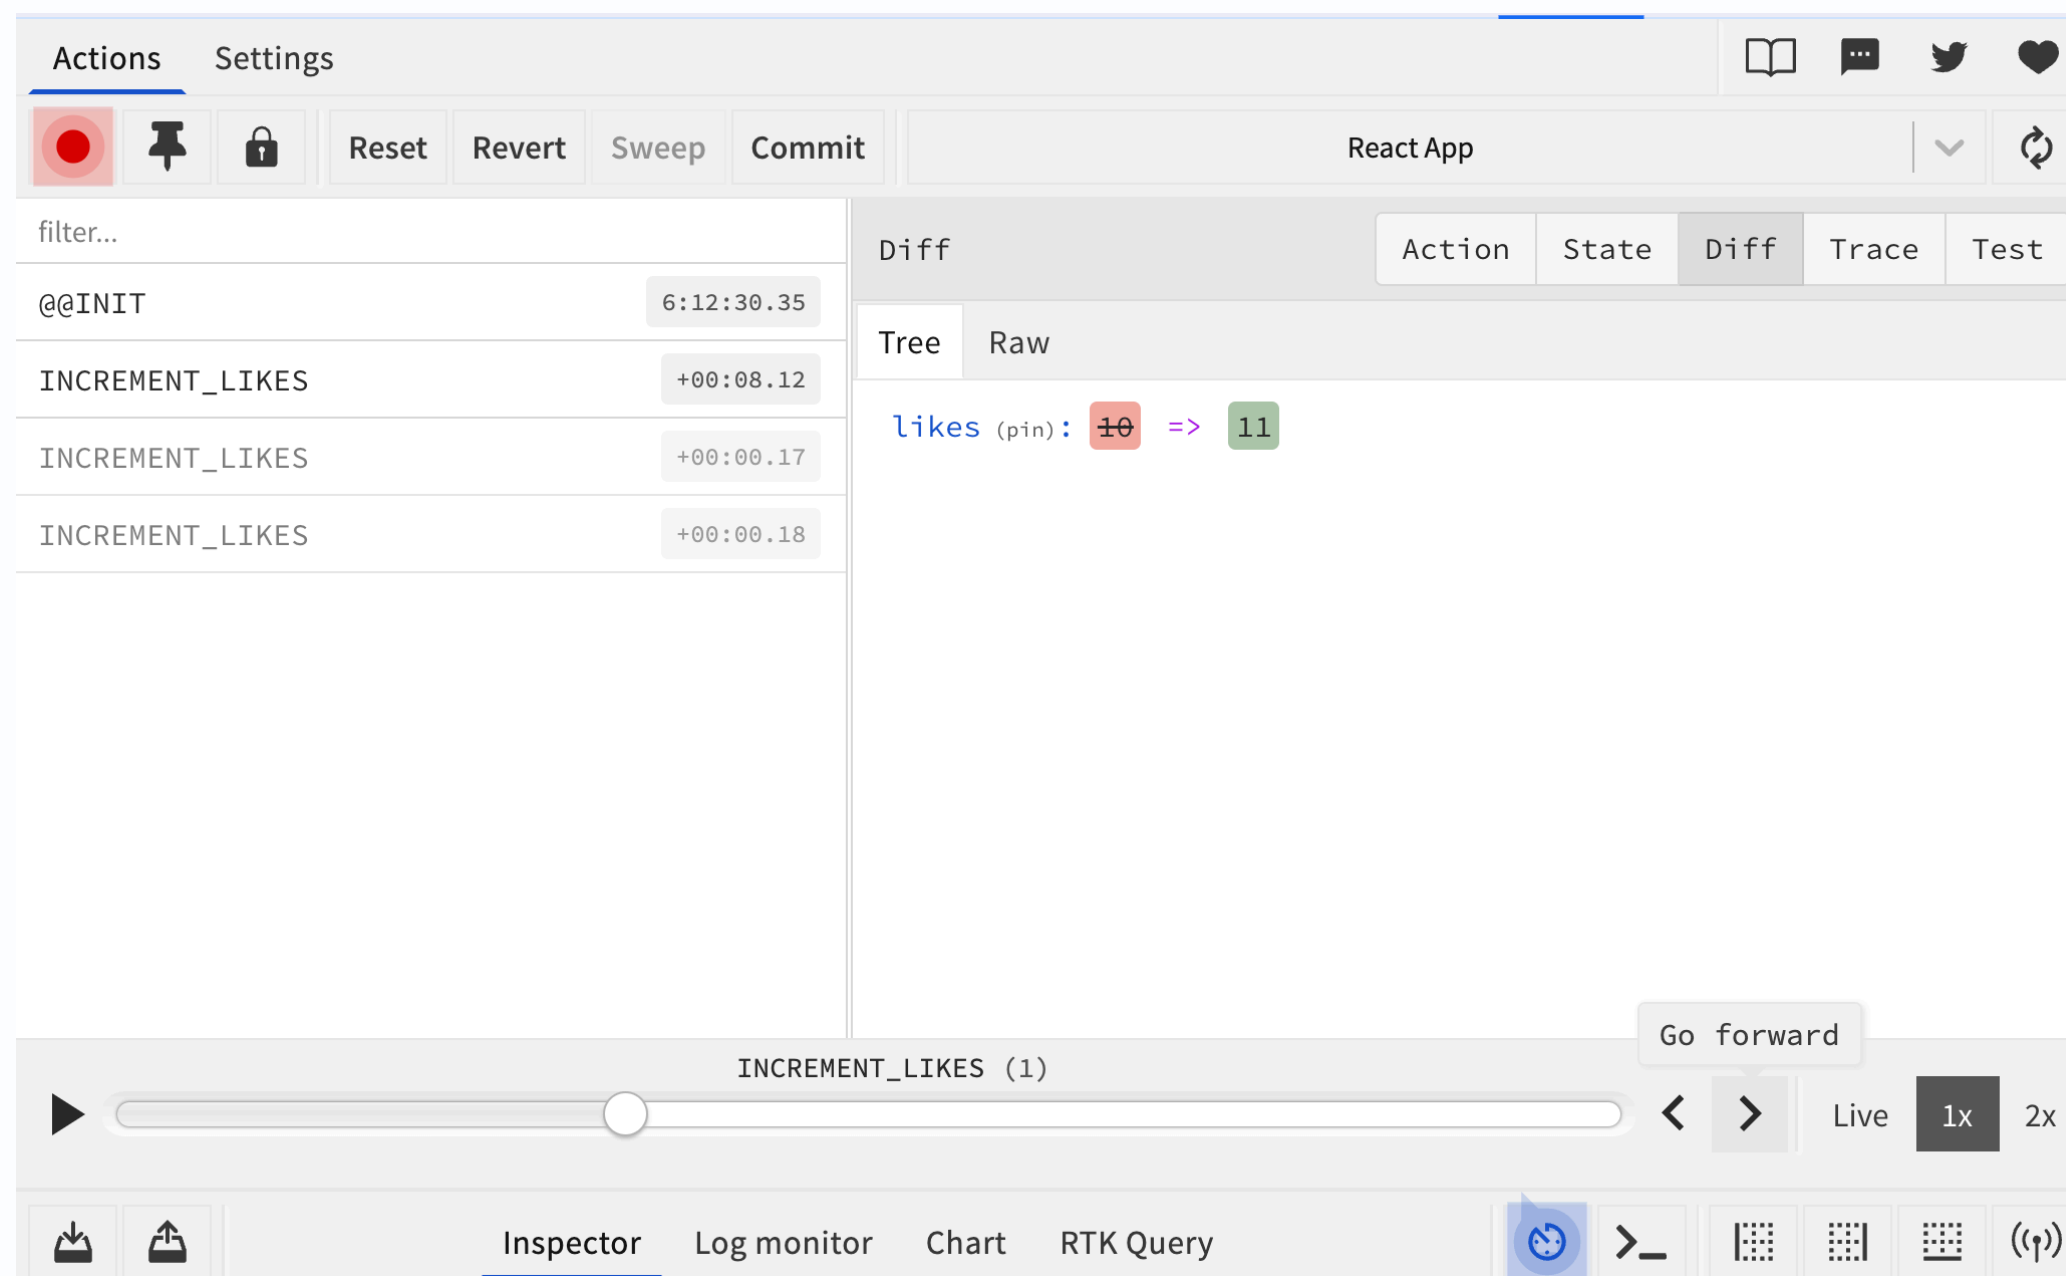 Actions Settings
Reset Revert Sweep Commit React App
filter...
Diff Action State Diff Trace Test
@@INIT 6:12:30.35
Tree Raw
INCREMENT_LIKES +00:08.12
likes (pin): 10 => 11
INCREMENT_LIKES +00:00.17
INCREMENT_LIKES +00:00.18
Go forward
INCREMENT_LIKES (1)
Live 1x 2x
Inspector Log monitor Chart RTK Query